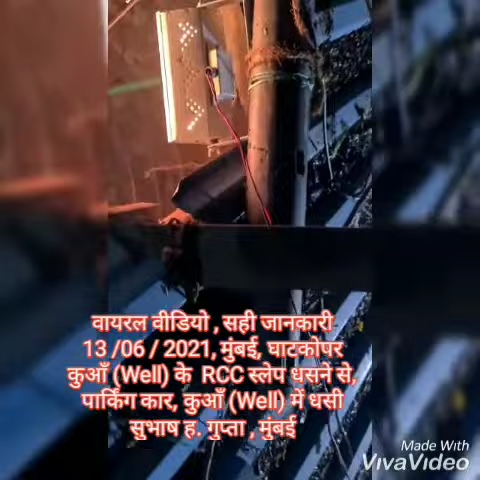 वायरल वीडियो , सही जानकारी
13 /06 / 2021, मुंबई, घाटकोपर
कुआँ (Well) के RCC स्लेप धसने से,
पार्किंग कार, कुआँ (Well) में धसी
सुभाष ह. गुप्ता , मुंबई
Made With
VivaVideo